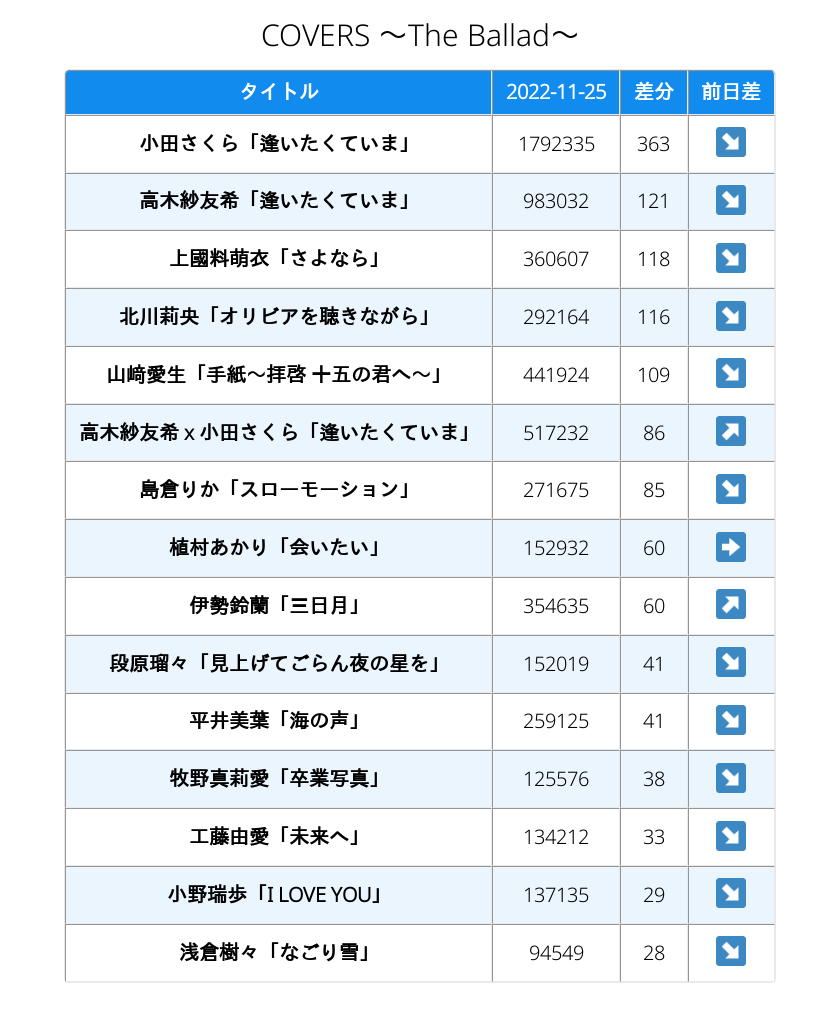 COVERS ～The Ballad～
タイトル 2022-11-25 差分 前日差
小田さくら「逢いたくていま」 1792335 363 ↘
高木紗友希「逢いたくていま」 983032 121 ↘
上國料萌衣「さよなら」 360607 118 ↘
北川莉央「オリビアを聴きながら」 292164 116 ↘
山﨑愛生「手紙～拝啓 十五の君へ～」 441924 109 ↘
高木紗友希 x 小田さくら「逢いたくていま」 517232 86 ↗
島倉りか「スローモーション」 271675 85 ↘
植村あかり「会いたい」 152932 60 ➡
伊勢鈴蘭「三日月」 354635 60 ↗
段原瑠々「見上げてごらん夜の星を」 152019 41 ↘
平井美葉「海の声」 259125 41 ↘
牧野真莉愛「卒業写真」 125576 38 ↘
工藤由愛「未来へ」 134212 33 ↘
小野瑞歩「I LOVE YOU」 137135 29 ↘
浅倉樹々「なごり雪」 94549 28 ↘